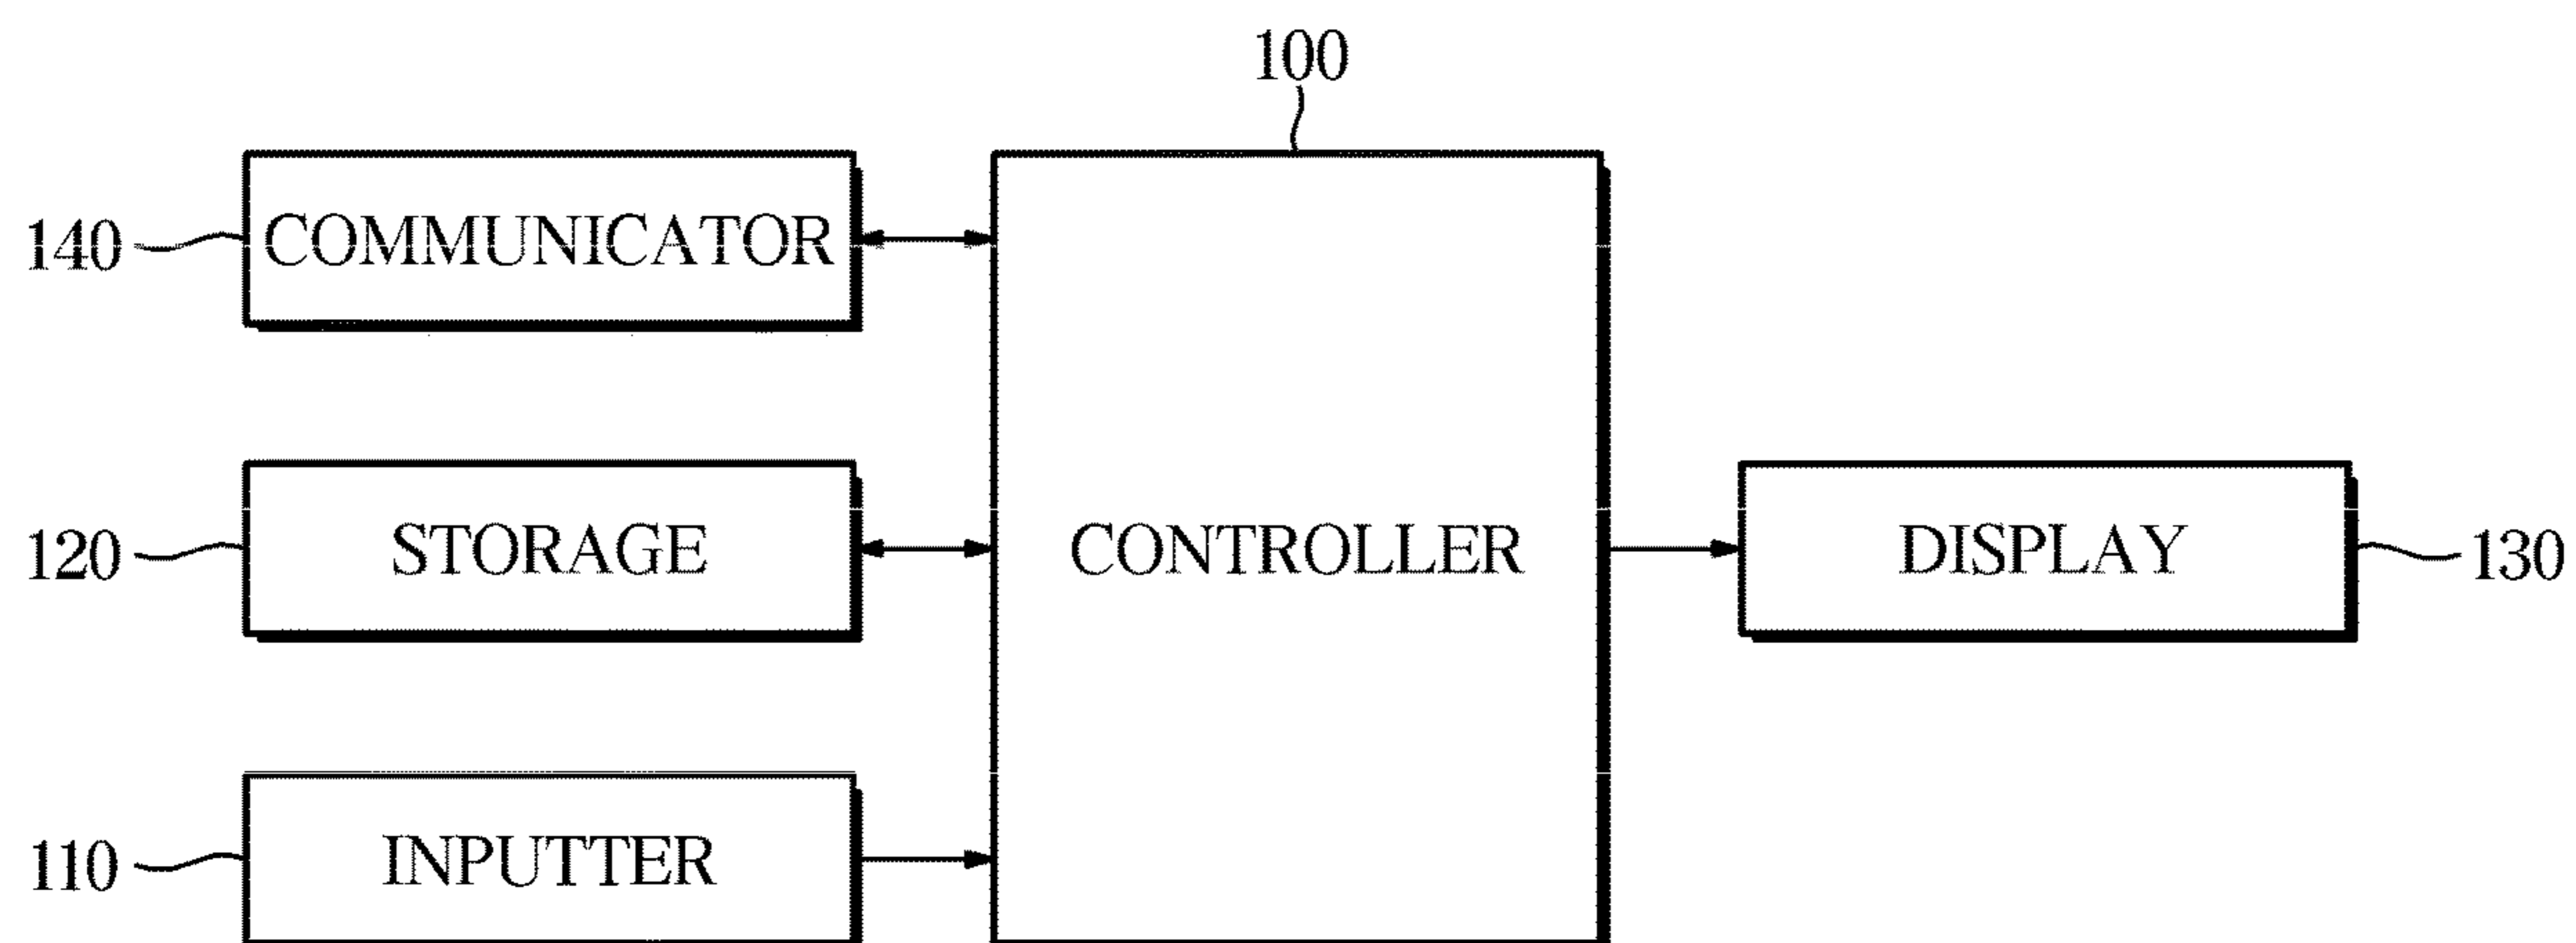 100
140 COMMUNICATOR
120 STORAGE CONTROLLER DISPLAY 130
110 INPUTTER